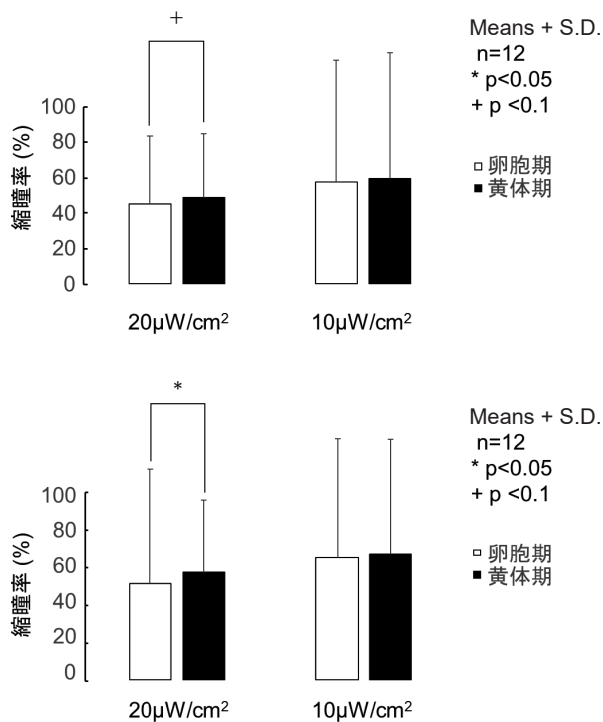 +
Means + S.D.
n=12
* p<0.05
+ p <0.1
100
80
60
40
20
0
縮瞳率 (%)
卵胞期
黄体期
20μW/cm²
10μW/cm²
*
Means + S.D.
n=12
* p<0.05
+ p <0.1
100
80
60
40
20
0
縮瞳率 (%)
卵胞期
黄体期
20μW/cm²
10μW/cm²